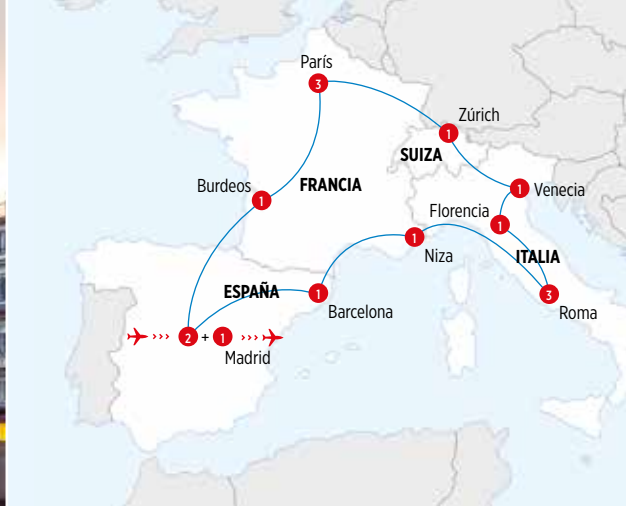 París
3
Zúrich
1
SUIZA
Burdeos
1
FRANCIA
1
Venecia
Florencia
1
1
Niza
ITALIA
ESPAÑA
1
Barcelona
3
Roma
2 + 1
Madrid